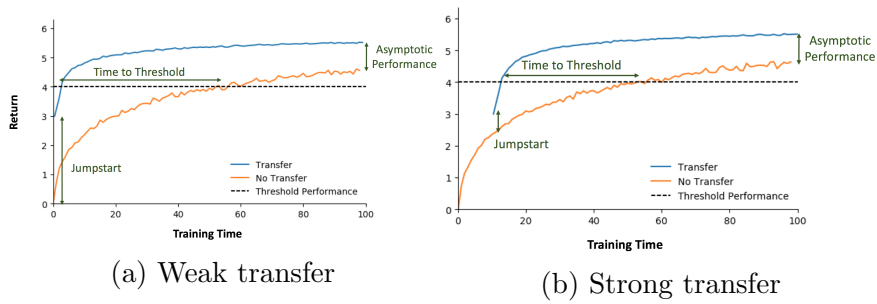 6
5
4
3
2
1
0
0
20
40
60
80
100
Return
Training Time
Time to Threshold
Asymptotic
Performance
Jumpstart
Transfer
No Transfer
Threshold Performance
(a) Weak transfer
6
5
4
3
2
1
0
0
20
40
60
80
100
Training Time
Time to Threshold
Asymptotic
Performance
Jumpstart
Transfer
No Transfer
Threshold Performance
(b) Strong transfer